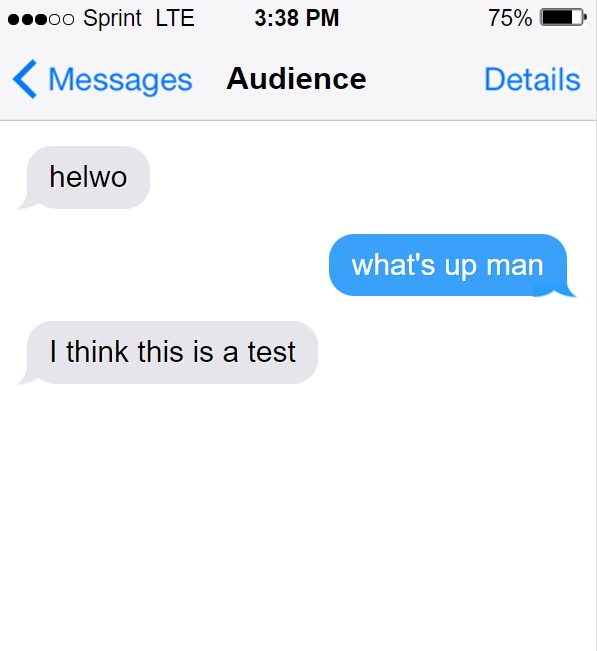 Sprint LTE 3:38 PM 75%
Messages Audience Details
helwo
what's up man
I think this is a test